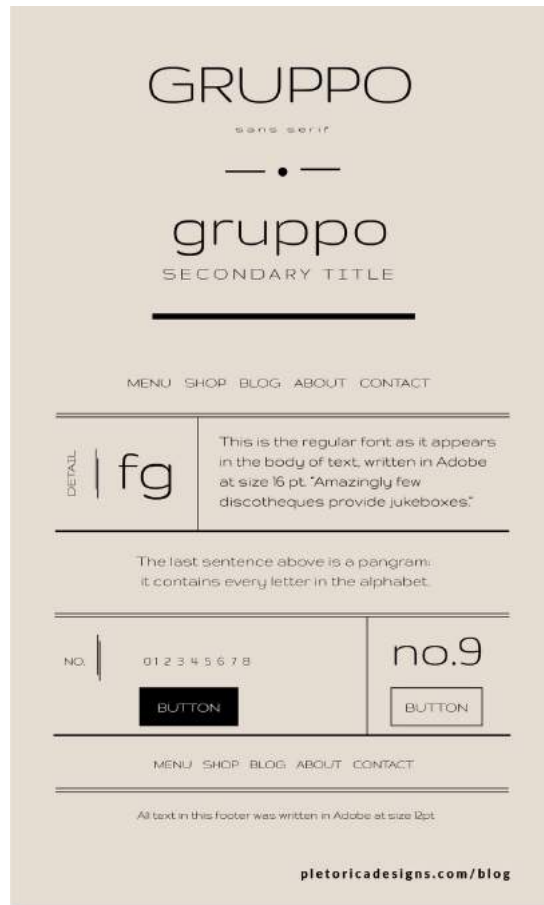 GRUPPO
sans serif
gruppo
SECONDARY TITLE
MENU SHOP BLOG ABOUT CONTACT
DETAIL
fg
This is the regular font as it appears
in the body of text, written in Adobe
at size 16 pt. "Amazingly few
discotheques provide jukeboxes."
The last sentence above is a pangram:
it contains every letter in the alphabet.
NO.
0 1 2 3 4 5 6 7 8
no.9
BUTTON
BUTTON
MENU SHOP BLOG ABOUT CONTACT
All text in this footer was written in Adobe at size 12pt
pletoricadesigns.com/blog